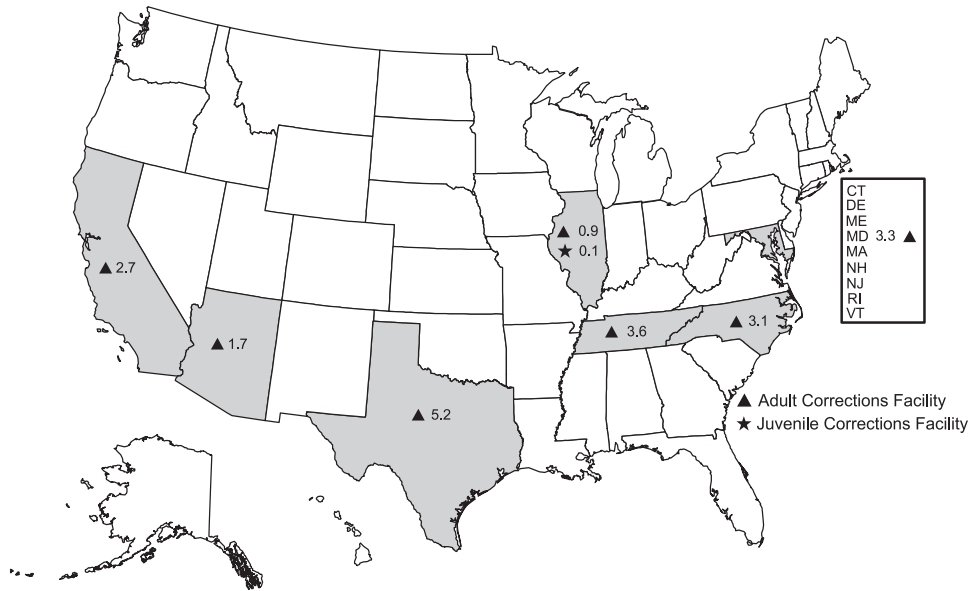 ▲ 0.9
★ 0.1
CT
DE
ME
MD 3.3 ▲
MA
NH
NJ
RI
VT
▲ 2.7
▲ 3.6
▲ 3.1
▲ 1.7
▲ 5.2
▲ Adult Corrections Facility
★ Juvenile Corrections Facility